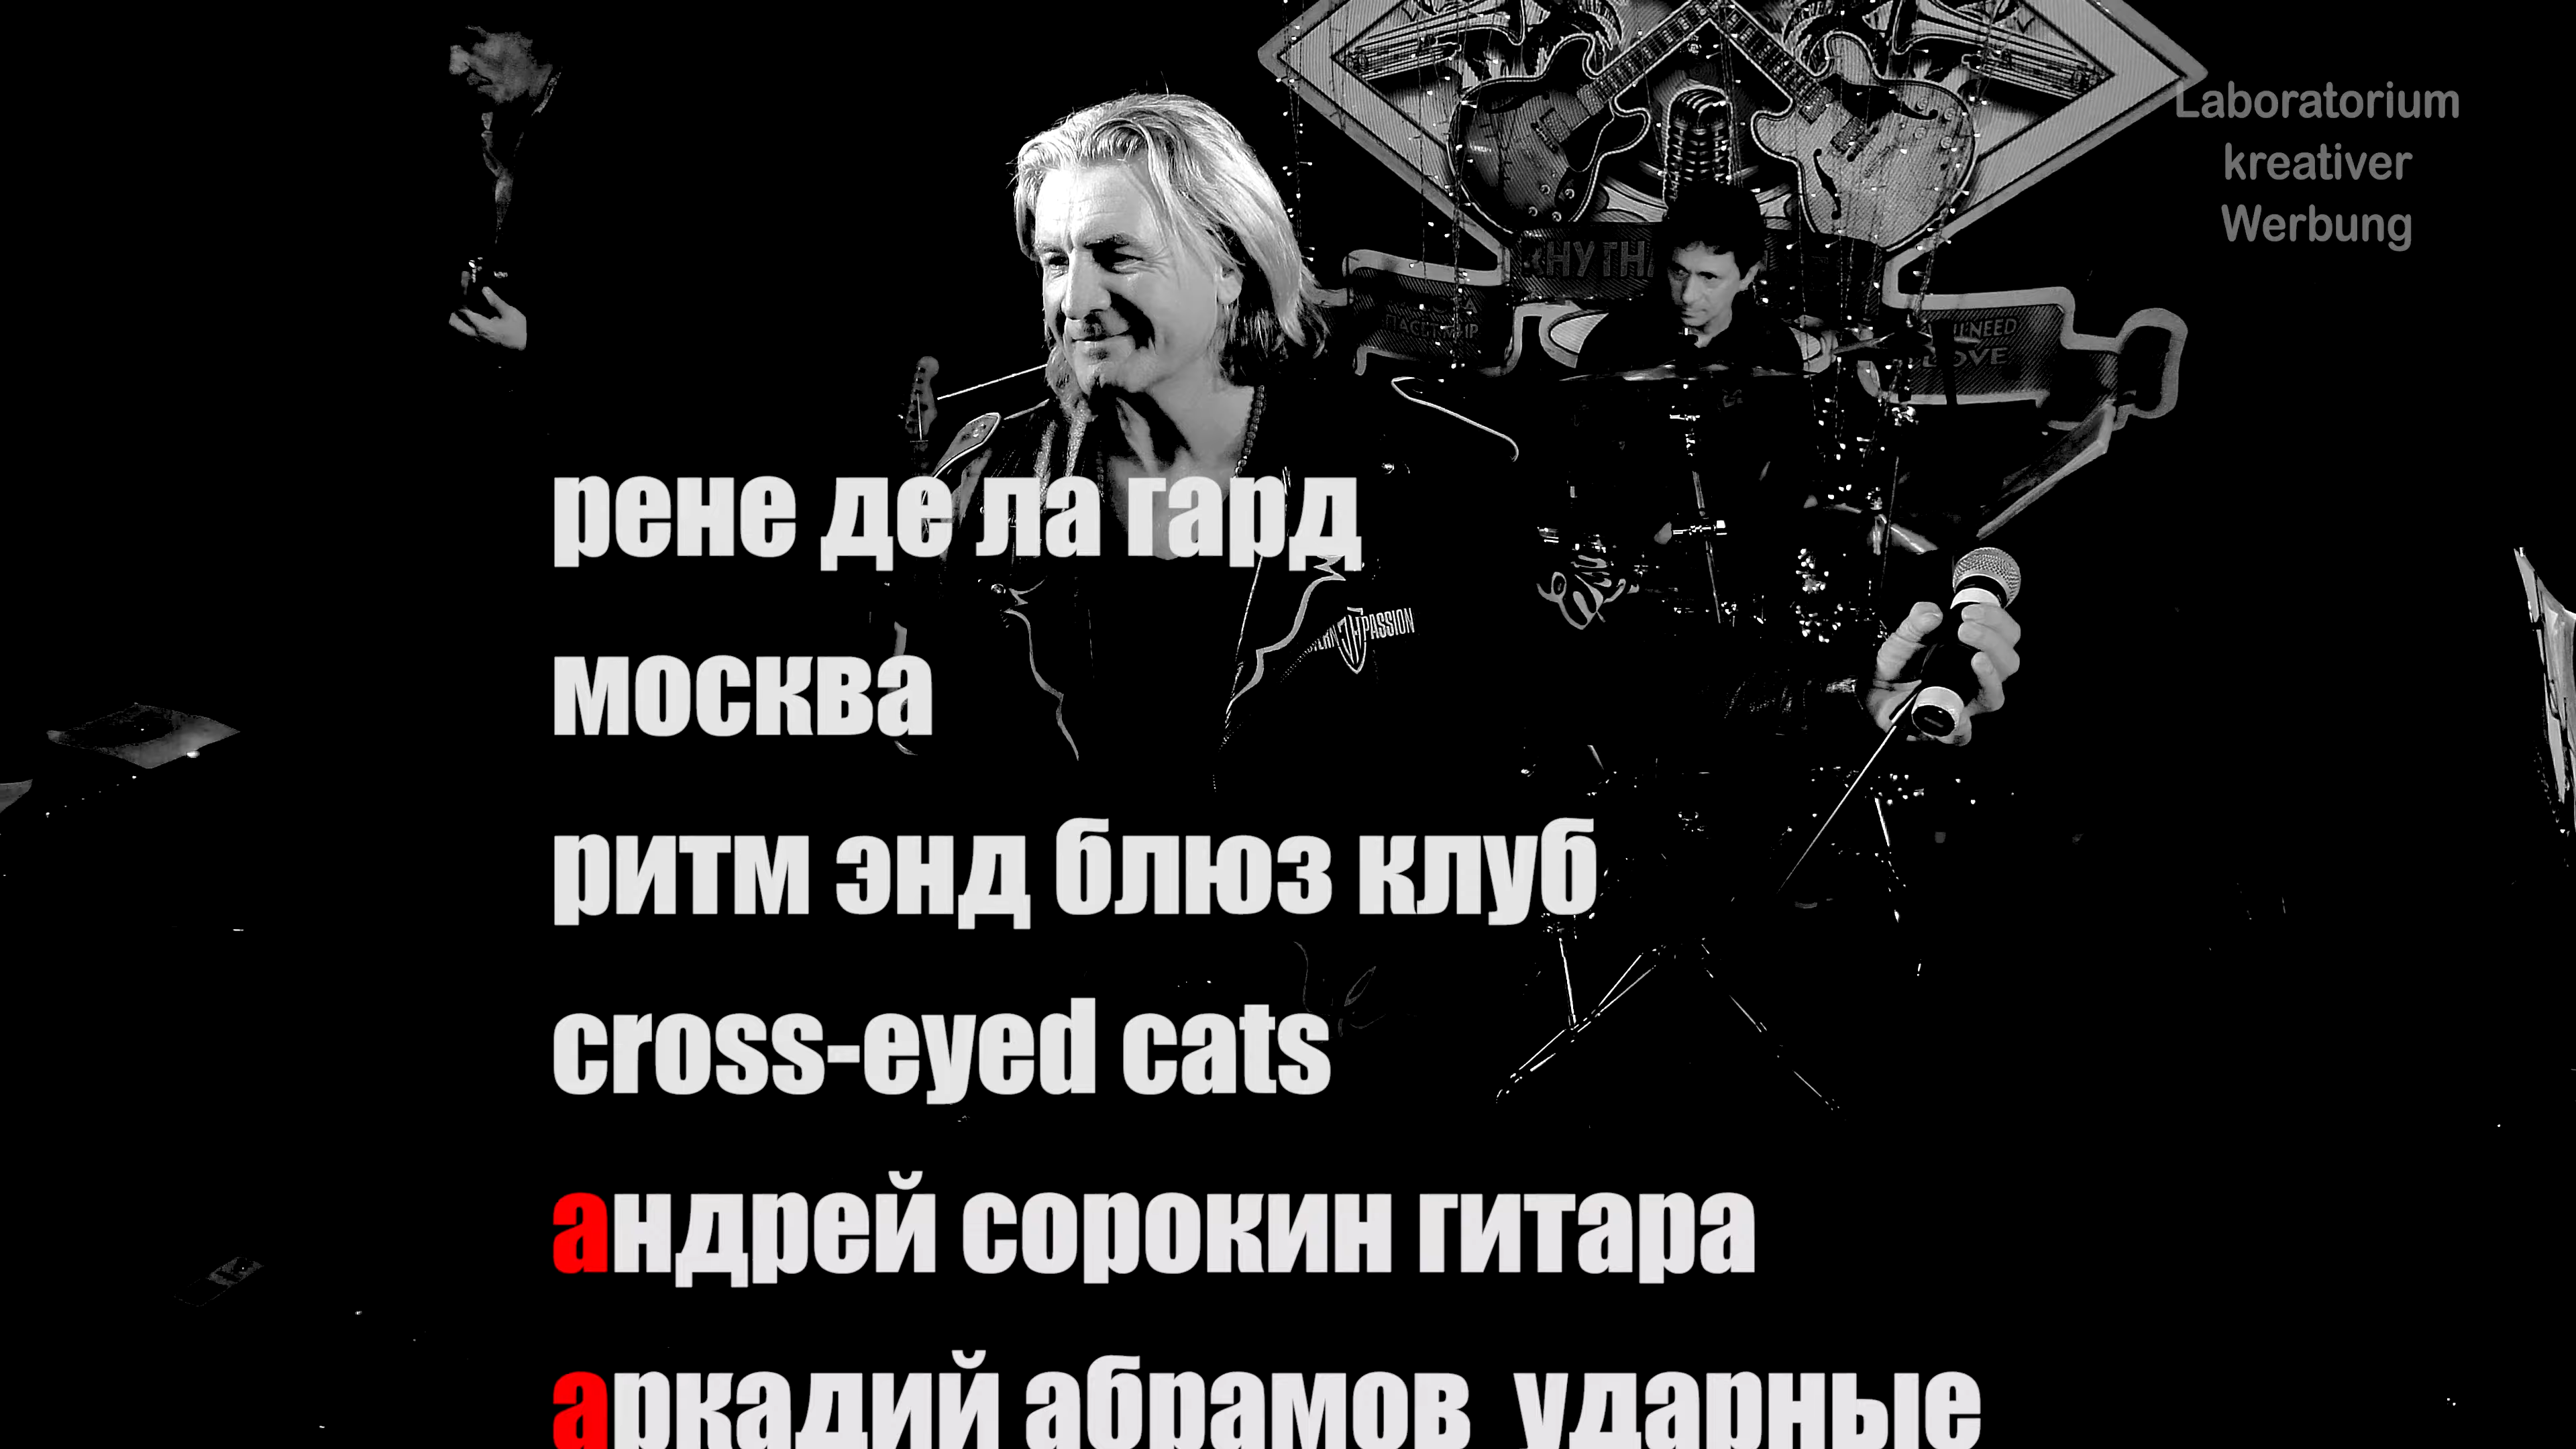 Laboratorium
kreativer
Werbung
рене де ла гард
PASSION
москва
ритм энд блюз клуб
cross-eyed cats
андрей сорокин гитара
аркадий абрамов ударные